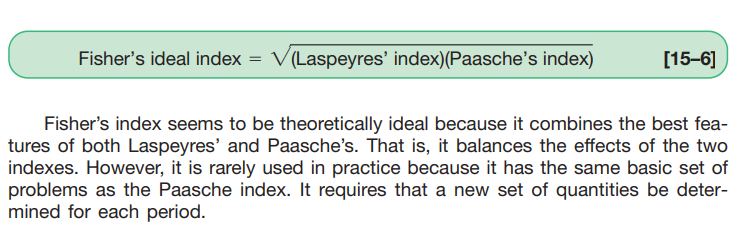 Fisher's ideal index = √(Laspeyres' index)(Paasche's index) [15–6]
Fisher's index seems to be theoretically ideal because it combines the best fea-
tures of both Laspeyres' and Paasche's. That is, it balances the effects of the two
indexes. However, it is rarely used in practice because it has the same basic set of
problems as the Paasche index. It requires that a new set of quantities be deter-
mined for each period.